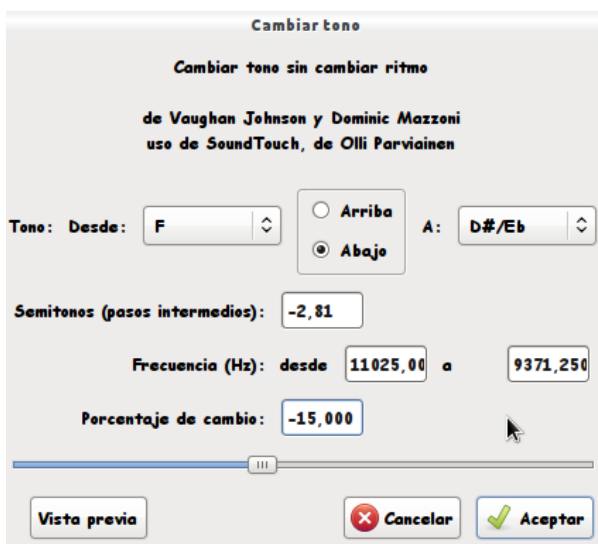 Cambiar tono
Cambiar tono sin cambiar ritmo
de Vaughan Johnson y Dominic Mazzoni
uso de SoundTouch, de Olli Parviainen
Arriba
Tono: Desde: F A: D#/Eb
Abajo
Semitonos (pasos intermedios): -2,81
Frecuencia (Hz): desde 11025,00 a 9371,250
Porcentaje de cambio: -15,000
Vista previa Cancelar Aceptar